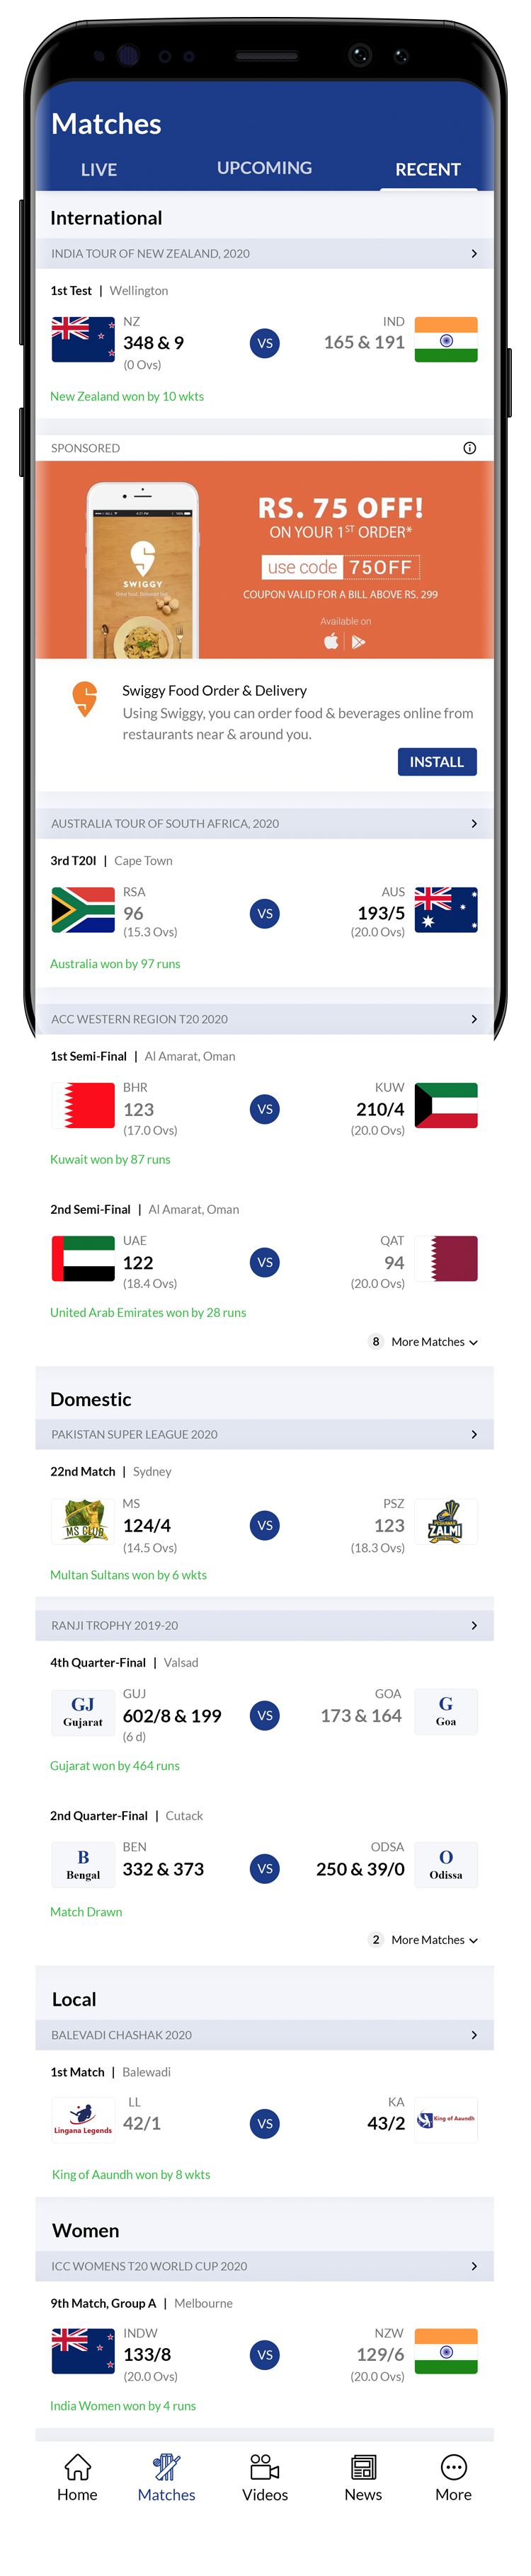 Matches
LIVE UPCOMING RECENT
International
INDIA TOUR OF NEW ZEALAND, 2020
1st Test | Wellington
NZ IND
348 & 9 VS 165 & 191
(0 Ovs)
New Zealand won by 10 wkts
SPONSORED
RS. 75 OFF!
ON YOUR 1ST ORDER*
use code 75OFF
COUPON VALID FOR A BILL ABOVE RS. 299
Available on
SWIGGY
Swiggy Food Order & Delivery
Using Swiggy, you can order food & beverages online from
restaurants near & around you.
INSTALL
AUSTRALIA TOUR OF SOUTH AFRICA, 2020
3rd T20I | Cape Town
RSA AUS
96 VS 193/5
(15.3 Ovs) (20.0 Ovs)
Australia won by 97 runs
ACC WESTERN REGION T20 2020
1st Semi-Final | Al Amarat, Oman
BHR KUW
123 VS 210/4
(17.0 Ovs) (20.0 Ovs)
Kuwait won by 87 runs
2nd Semi-Final | Al Amarat, Oman
UAE QAT
122 VS 94
(18.4 Ovs) (20.0 Ovs)
United Arab Emirates won by 28 runs
8 More Matches
Domestic
PAKISTAN SUPER LEAGUE 2020
22nd Match | Sydney
MS PSZ
MS CLUB 124/4 VS 123 ZALMI
(14.5 Ovs) (18.3 Ovs)
Multan Sultans won by 6 wkts
RANJI TROPHY 2019-20
4th Quarter-Final | Valsad
GUJ GOA
GJ G
Gujarat 602/8 & 199 VS 173 & 164 Goa
(6 d)
Gujarat won by 464 runs
2nd Quarter-Final | Cutack
BEN ODSA
B O
Bengal 332 & 373 VS 250 & 39/0 Odissa
Match Drawn
2 More Matches
Local
BALEVADI CHASHAK 2020
1st Match | Balewadi
LL KA
Lingana Legends 42/1 VS 43/2 King of Aaundh
King of Aaundh won by 8 wkts
Women
ICC WOMENS T20 WORLD CUP 2020
9th Match, Group A | Melbourne
INDW NZW
133/8 VS 129/6
(20.0 Ovs) (20.0 Ovs)
India Women won by 4 runs
Home Matches Videos News More